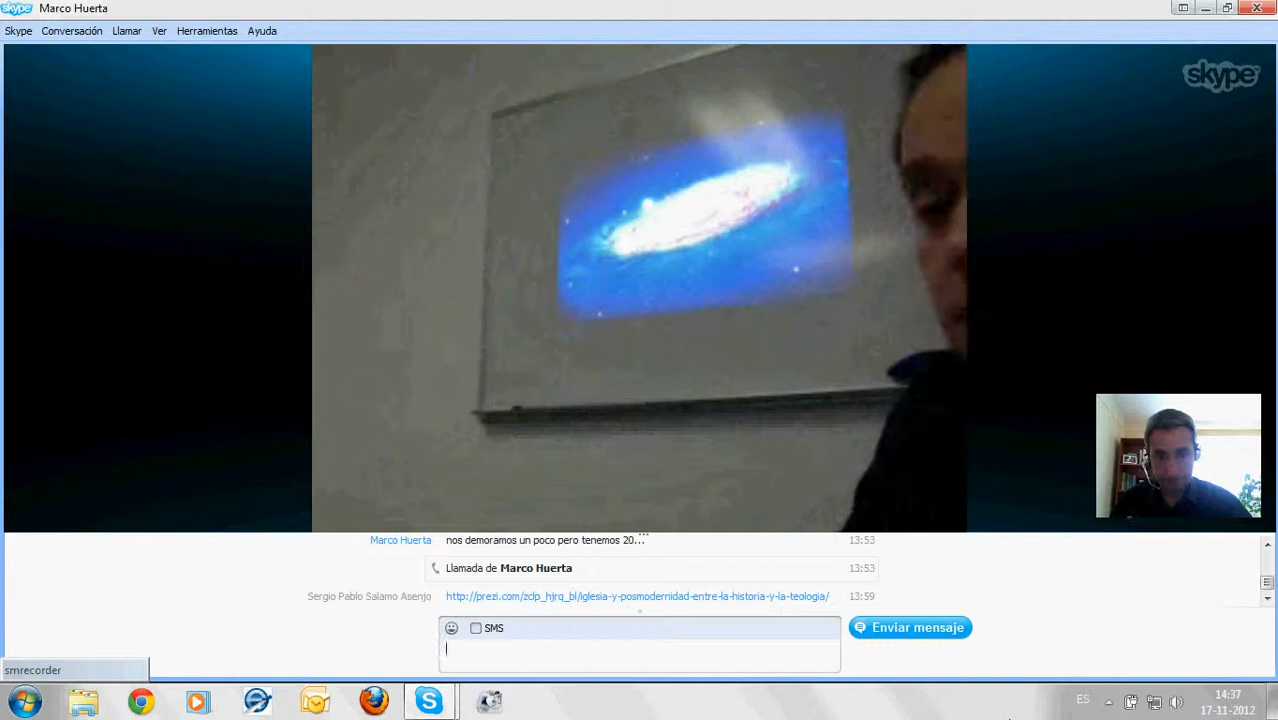 Marco Huerta
Skype Conversación Llamar Ver Herramientas Ayuda
skype
Marco Huerta nos demoramos un poco pero tenemos 20... 13:53
Llamada de Marco Huerta 13:53
Sergio Pablo Salamo Asenjo http://prezi.com/zclp_hjrq_bl/iglesia-y-posmodernidad-entre-la-historia-y-la-teologia/ 13:59
SMS
Enviar mensaje
smrecorder
ES
14:37
17-11-2012